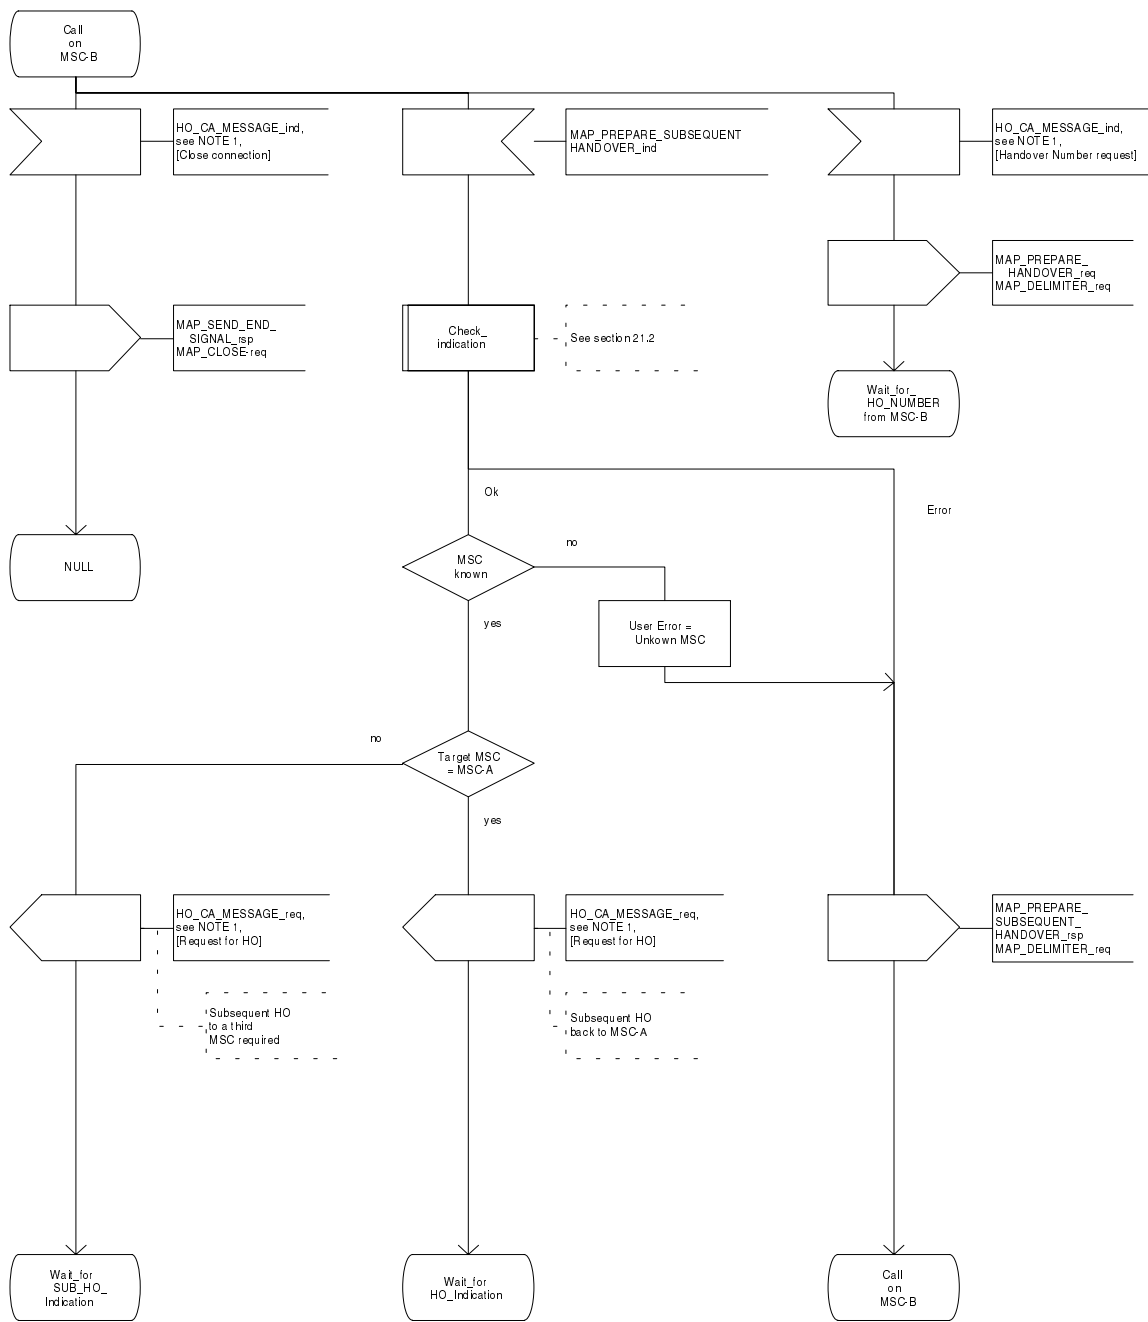 Call
on
MSC-B
HO_CA_MESSAGE_ind,
see NOTE 1,
[Close connection]
MAP_PREPARE_SUBSEQUENT
HANDOVER_ind
HO_CA_MESSAGE_ind,
see NOTE 1,
[Handover Number request]
MAP_PREPARE_
HANDOVER_req
MAP_DELIMITER_req
MAP_SEND_END_
SIGNAL_rsp
MAP_CLOSE-req
Check_
indication
See section 21.2
Wait_for_
HO_NUMBER
from MSC-B
Ok
Error
NULL
MSC
known
no
yes
User Error =
Unkown MSC
no
Target MSC
= MSC-A
yes
HO_CA_MESSAGE_req,
see NOTE 1,
[Request for HO]
HO_CA_MESSAGE_req,
see NOTE 1,
[Request for HO]
MAP_PREPARE_
SUBSEQUENT_
HANDOVER_rsp
MAP_DELIMITER_req
Subsequent HO
to a third
MSC required
Subsequent HO
back to MSC-A
Wait_for
SUB_HO_
Indication
Wait_for
HO_Indication
Call
on
MSC-B